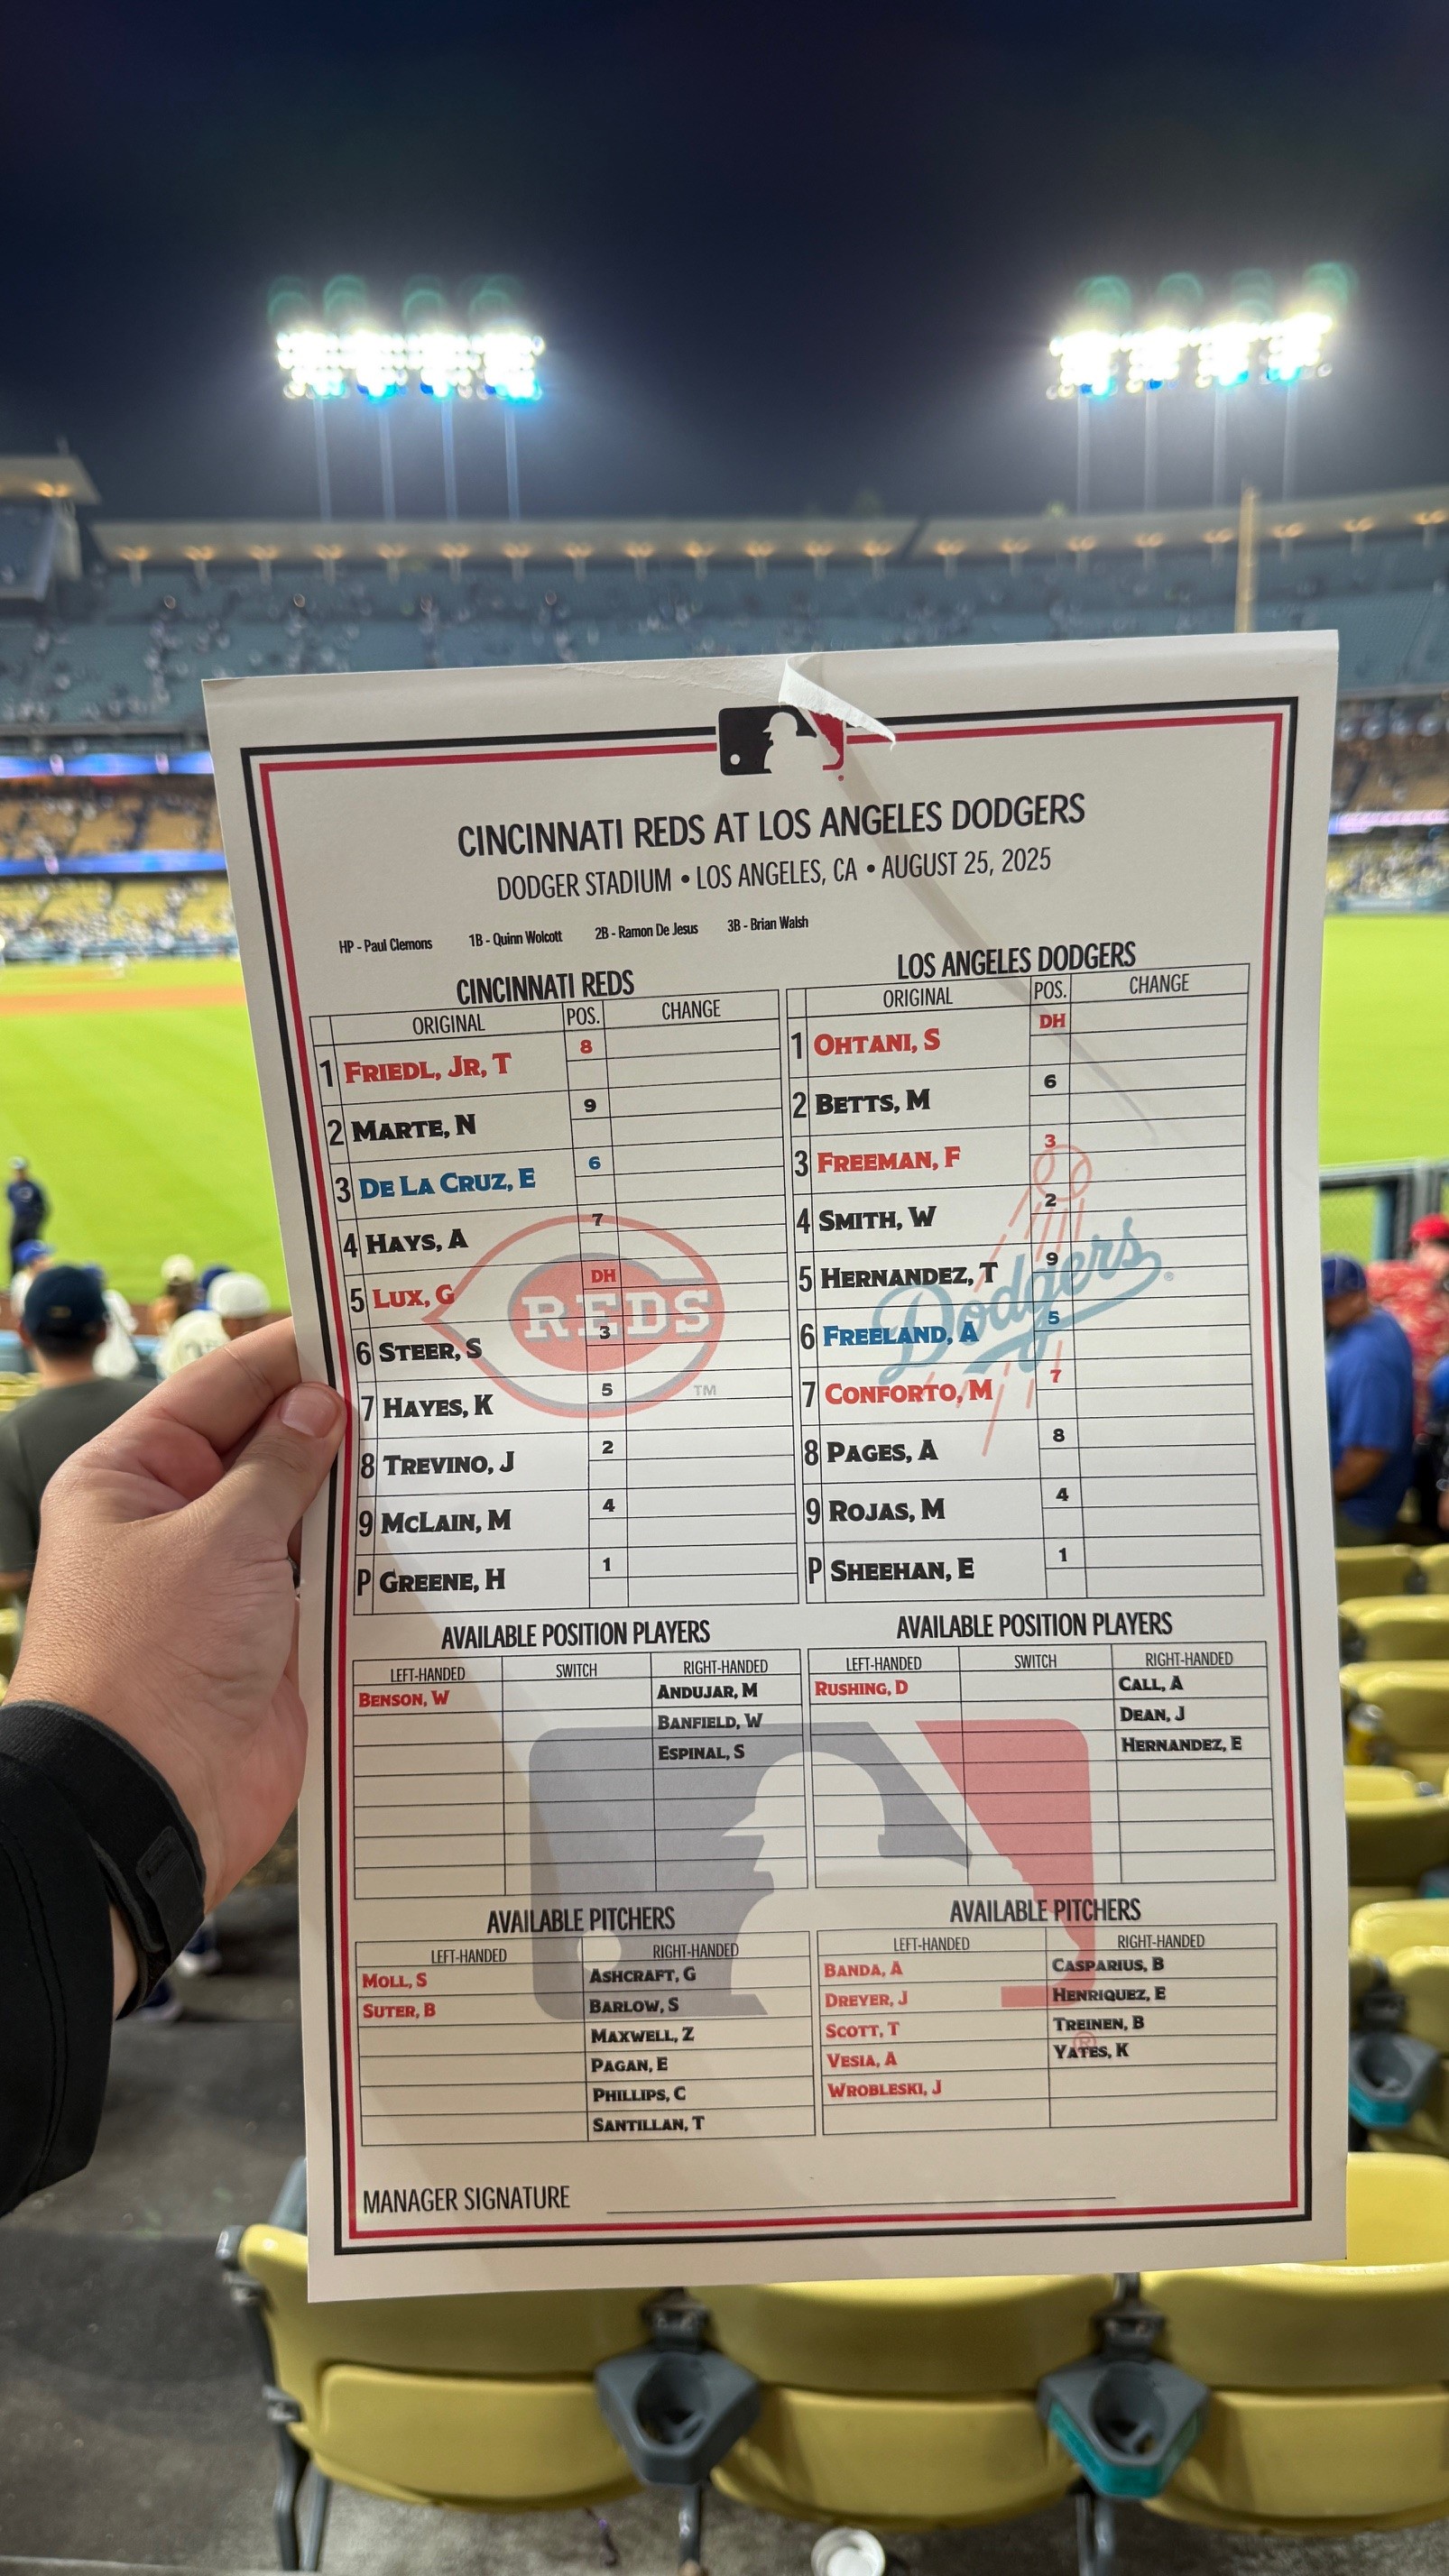 CINCINNATI REDS AT LOS ANGELES DODGERS
DODGER STADIUM • LOS ANGELES, CA • AUGUST 25, 2025
HP - Paul Clemons 1B - Quinn Wolcott 2B - Ramon De Jesus 3B - Brian Walsh
CINCINNATI REDS
ORIGINAL POS. CHANGE
1 FRIEDL, JR, T 8
2 MARTE, N 9
3 DE LA CRUZ, E 6
4 HAYS, A 7
5 LUX, G DH
6 STEER, S 3
7 HAYES, K 5
8 TREVINO, J 2
9 MCLAIN, M 4
P GREENE, H 1
REDS
TM
LOS ANGELES DODGERS
ORIGINAL POS. CHANGE
1 OHTANI, S DH
2 BETTS, M 6
3 FREEMAN, F 3
4 SMITH, W 2
5 HERNANDEZ, T 9
6 FREELAND, A 5
7 CONFORTO, M 7
8 PAGES, A 8
9 ROJAS, M 4
P SHEEHAN, E 1
Dodgers ®
AVAILABLE POSITION PLAYERS
LEFT-HANDED SWITCH RIGHT-HANDED
BENSON, W ANDUJAR, M
BANFIELD, W
ESPINAL, S
AVAILABLE POSITION PLAYERS
LEFT-HANDED SWITCH RIGHT-HANDED
RUSHING, D CALL, A
DEAN, J
HERNANDEZ, E
AVAILABLE PITCHERS
LEFT-HANDED RIGHT-HANDED
MOLL, S ASHCRAFT, G
SUTER, B BARLOW, S
MAXWELL, Z
PAGAN, E
PHILLIPS, C
SANTILLAN, T
AVAILABLE PITCHERS
LEFT-HANDED RIGHT-HANDED
BANDA, A CASPARIUS, B
DREYER, J HENRIQUEZ, E
SCOTT, T TREINEN, B
VESIA, A YATES, K
WROBLESKI, J
®
MANAGER SIGNATURE